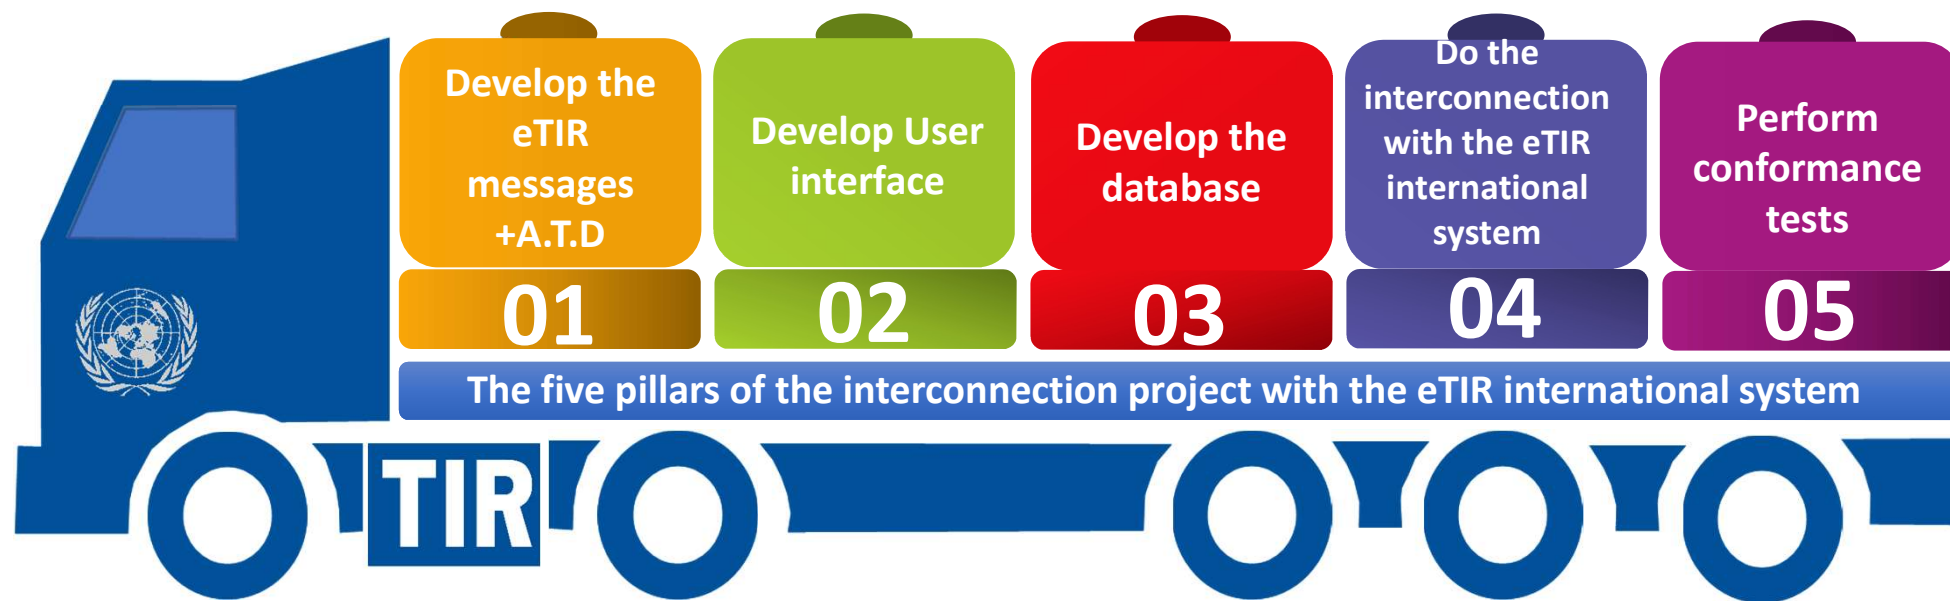 Develop the
eTIR
messages
+A.T.D
01
Develop User
interface
02
Develop the
database
03
Do the
interconnection
with the eTIR
international
system
04
Perform
conformance
tests
05
The five pillars of the interconnection project with the eTIR international system
TIR